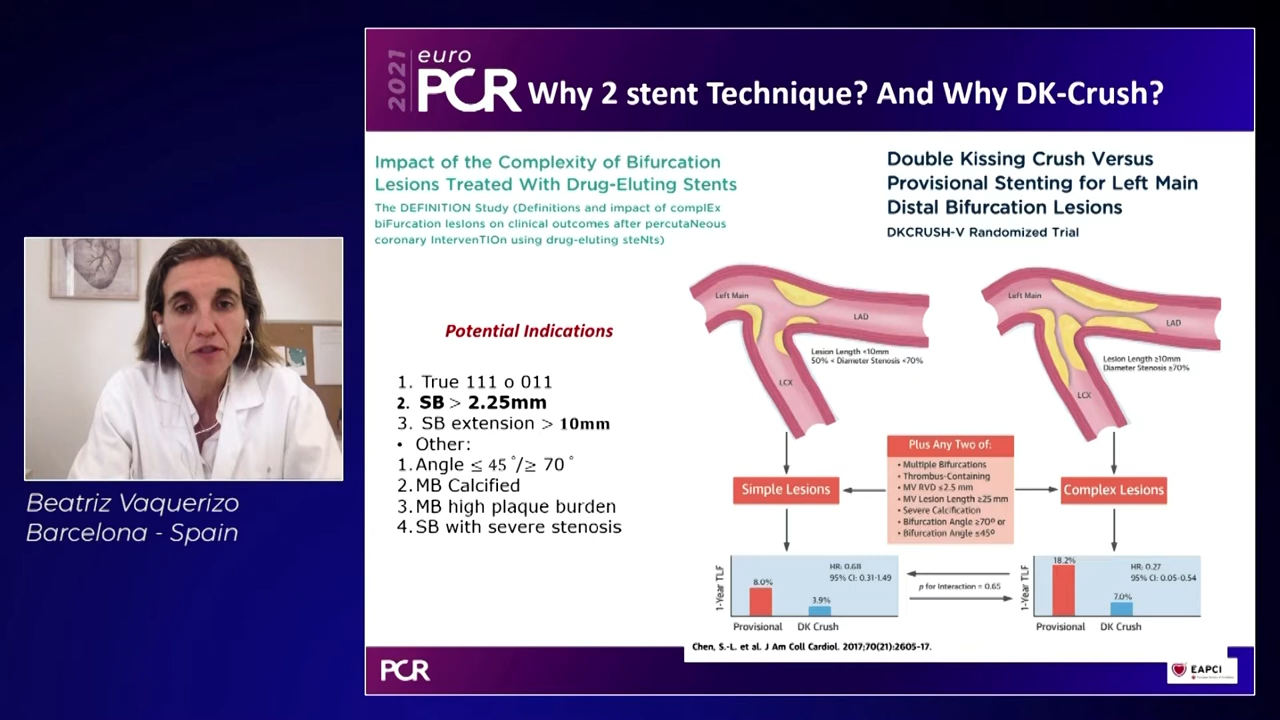 2021
euro
PCR
Why 2 stent Technique? And Why DK-Crush?
Impact of the Complexity of Bifurcation
Lesions Treated With Drug-Eluting Stents
The DEFINITION Study (Definitions and impact of complEx
biFurcation lesIons on clinical outcomes after percutaNeous
coronary IntervenTIOn using drug-eluting steNts)
Double Kissing Crush Versus
Provisional Stenting for Left Main
Distal Bifurcation Lesions
DKCRUSH-V Randomized Trial
Potential Indications
1. True 111 o 011
2. SB > 2.25mm
3. SB extension > 10mm
• Other:
1. Angle ≤ 45°/≥ 70°
2. MB Calcified
3. MB high plaque burden
4. SB with severe stenosis
Left Main
LAD
LCX
Lesion Length <10mm
50% < Diameter Stenosis <70%
Left Main
LAD
LCX
Lesion Length ≥10mm
Diameter Stenosis ≥70%
Plus Any Two of:
• Multiple Bifurcations
• Thrombus-Containing
• MV RVD ≤2.5 mm
• MV Lesion Length ≥25 mm
• Severe Calcification
• Bifurcation Angle ≥70º or
• Bifurcation Angle ≤45º
Simple Lesions
Complex Lesions
1-Year TLF
8.0%
3.9%
HR: 0.68
95% CI: 0.31-1.49
Provisional
DK Crush
p for Interaction = 0.65
1-Year TLF
18.2%
7.0%
HR: 0.27
95% CI: 0.05-0.54
Provisional
DK Crush
Chen, S.-L. et al. J Am Coll Cardiol. 2017;70(21):2605-17.
PCR
EAPCI
Beatriz Vaquerizo
Barcelona - Spain